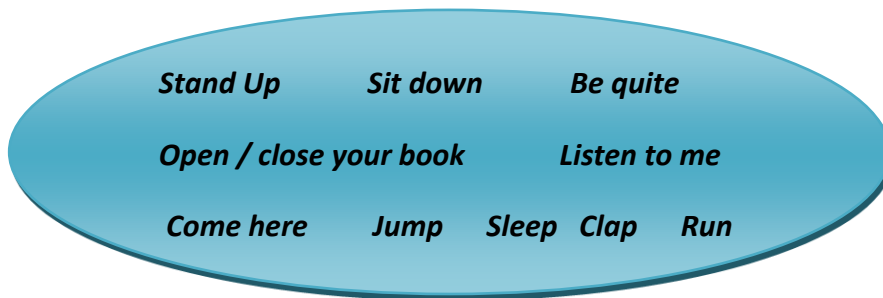 Stand Up Sit down Be quite
Open / close your book Listen to me
Come here Jump Sleep Clap Run